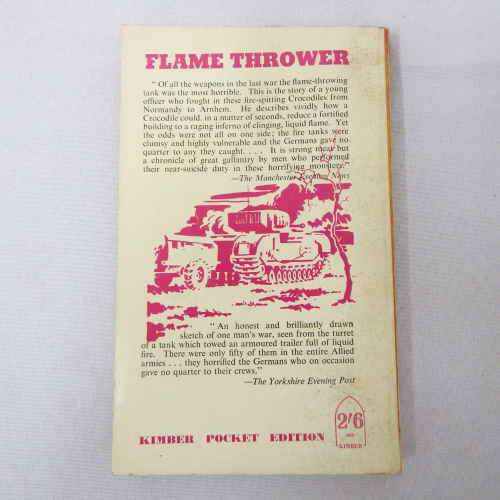 FLAME THROWER
" Of all the weapons in the last war the flame-throwing
tank was the most horrible. This is the story of a young
officer who fought in these fire-spitting Crocodiles from
Normandy to Arnhem. He describes vividly how a
Crocodile could, in a matter of seconds, reduce a fortified
building to a raging inferno of clinging, liquid flame. Yet
the odds were not all on one side; the fire tanks were
clumsy and highly vulnerable and the Germans gave no
quarter to any they caught. . . . It is strong meat but
a chronicle of great gallantry by men who performed
their near-suicide duty in these horrifying monsters."
—The Manchester Evening News
" An honest and brilliantly drawn
sketch of one man's war, seen from the turret
of a tank which towed an armoured trailer full of liquid
fire. There were only fifty of them in the entire Allied
armies . . . they horrified the Germans who on occasion
gave no quarter to their crews."
—The Yorkshire Evening Post
KIMBER POCKET EDITION
2/6
KIMBER